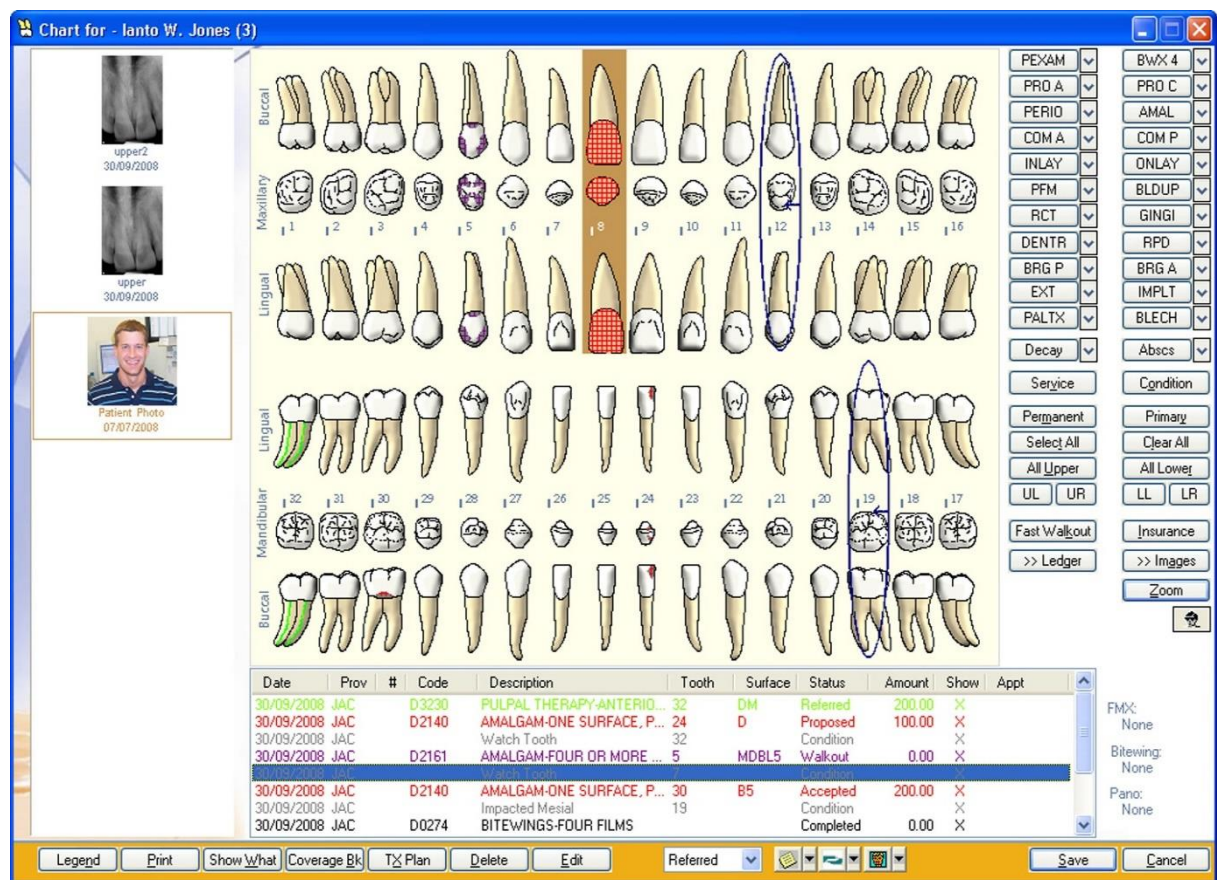 Chart for - Ianto W. Jones (3)
upper2
30/09/2008
upper
30/09/2008
Patient Photo
07/07/2008
Buccal
Maxillary
1 2 3 4 5 6 7 8 9 10 11 12 13 14 15 16
Lingual
Lingual
Mandibular
32 31 30 29 28 27 26 25 24 23 22 21 20 19 18 17
Buccal
PEXAM BWX 4
PRO A PRO C
PERIO AMAL
COM A COM P
INLAY ONLAY
PFM BLDUP
RCT GINGI
DENTR RPD
BRG P BRG A
EXT IMPLT
PALTX BLECH
Decay Abscs
Service Condition
Permanent Primary
Select All Clear All
All Upper All Lower
UL UR LL LR
Fast Walkout Insurance
>> Ledger >> Images
Zoom
Date Prov # Code Description Tooth Surface Status Amount Show Appt
30/09/2008 JAC D3230 PULPAL THERAPY-ANTERIO... 32 DM Referred 200.00 X
30/09/2008 JAC D2140 AMALGAM-ONE SURFACE, P... 24 D Proposed 100.00 X
30/09/2008 JAC Watch Tooth 32 Condition X
30/09/2008 JAC D2161 AMALGAM-FOUR OR MORE ... 5 MDBL5 Walkout 0.00 X
30/09/2008 JAC Watch Tooth 7 Condition X
30/09/2008 JAC D2140 AMALGAM-ONE SURFACE, P... 30 B5 Accepted 200.00 X
30/09/2008 JAC Impacted Mesial 19 Condition X
30/09/2008 JAC D0274 BITEWINGS-FOUR FILMS Completed 0.00 X
FMX:
None
Bitewing:
None
Pano:
None
Legend Print Show What Coverage Bk TX Plan Delete Edit Referred Save Cancel